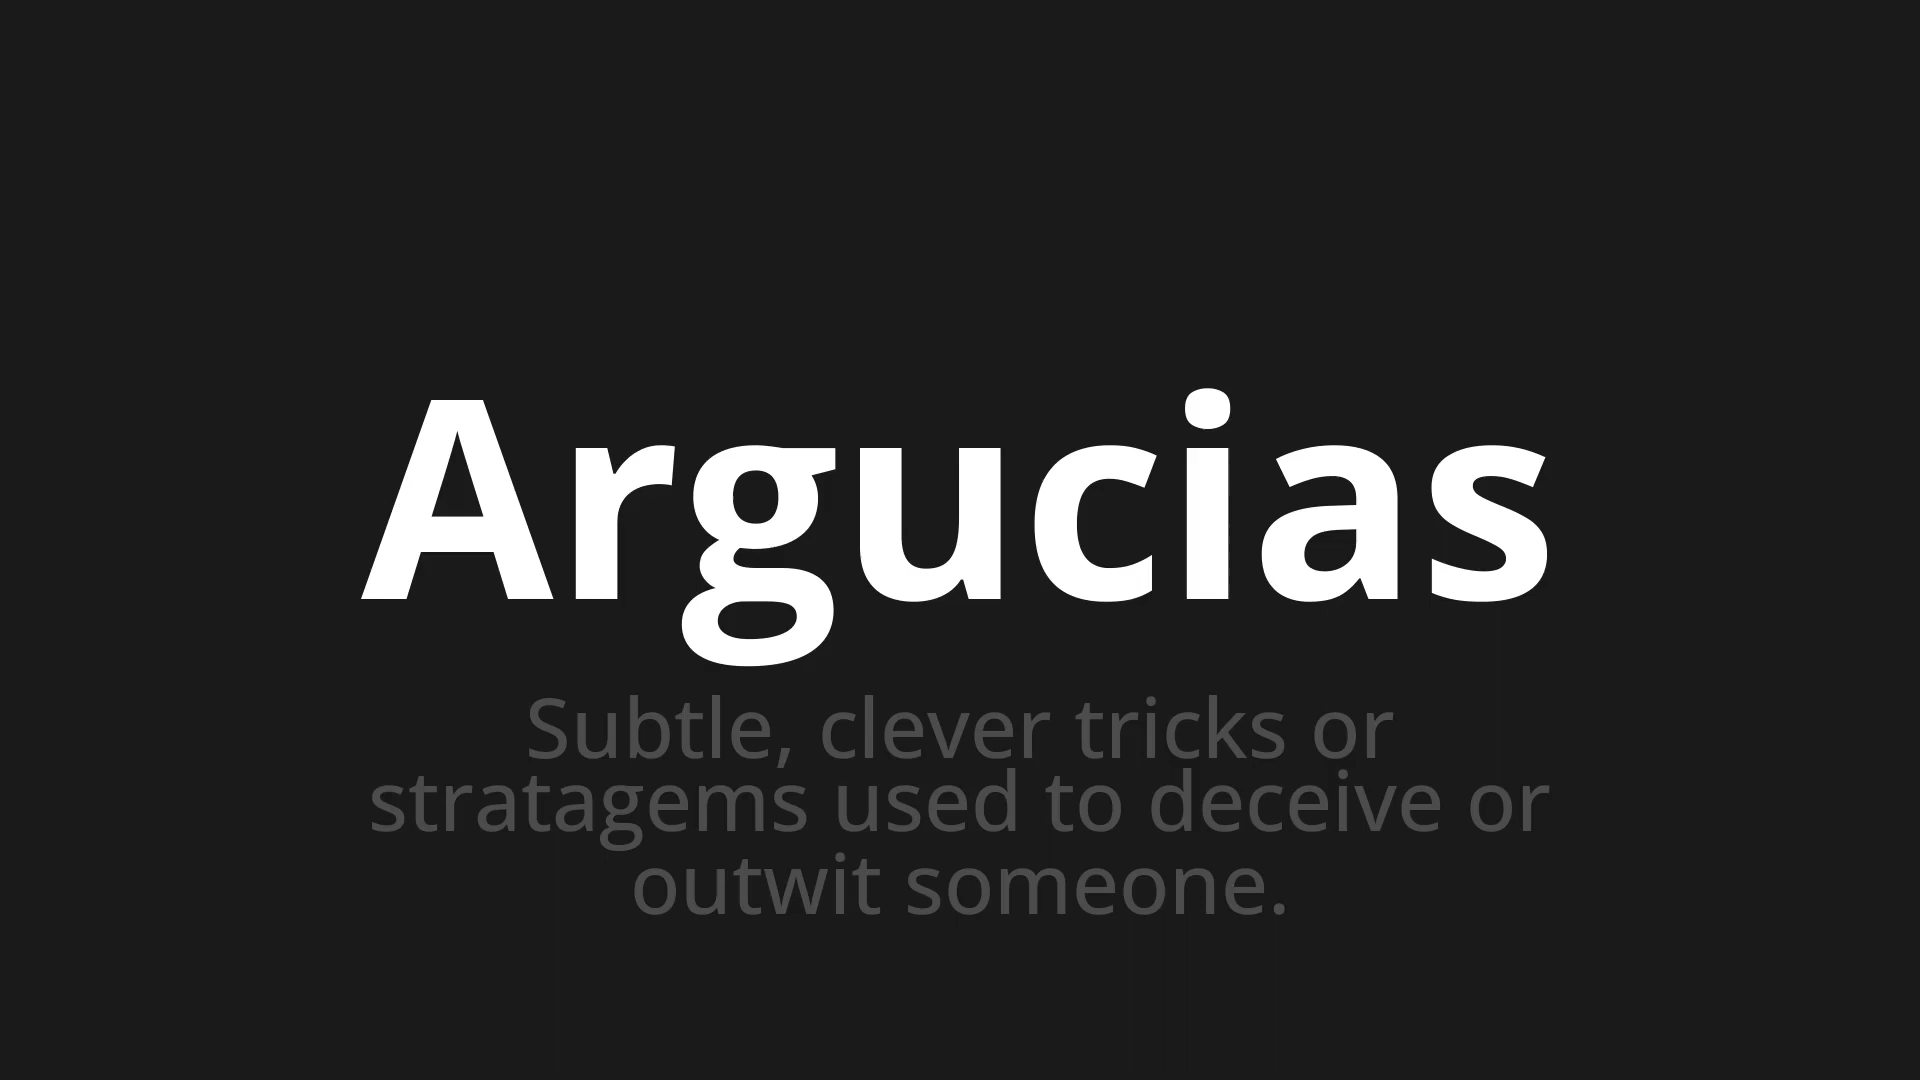 Argucias
Subtle, clever tricks or
stratagems used to deceive or
outwit someone.